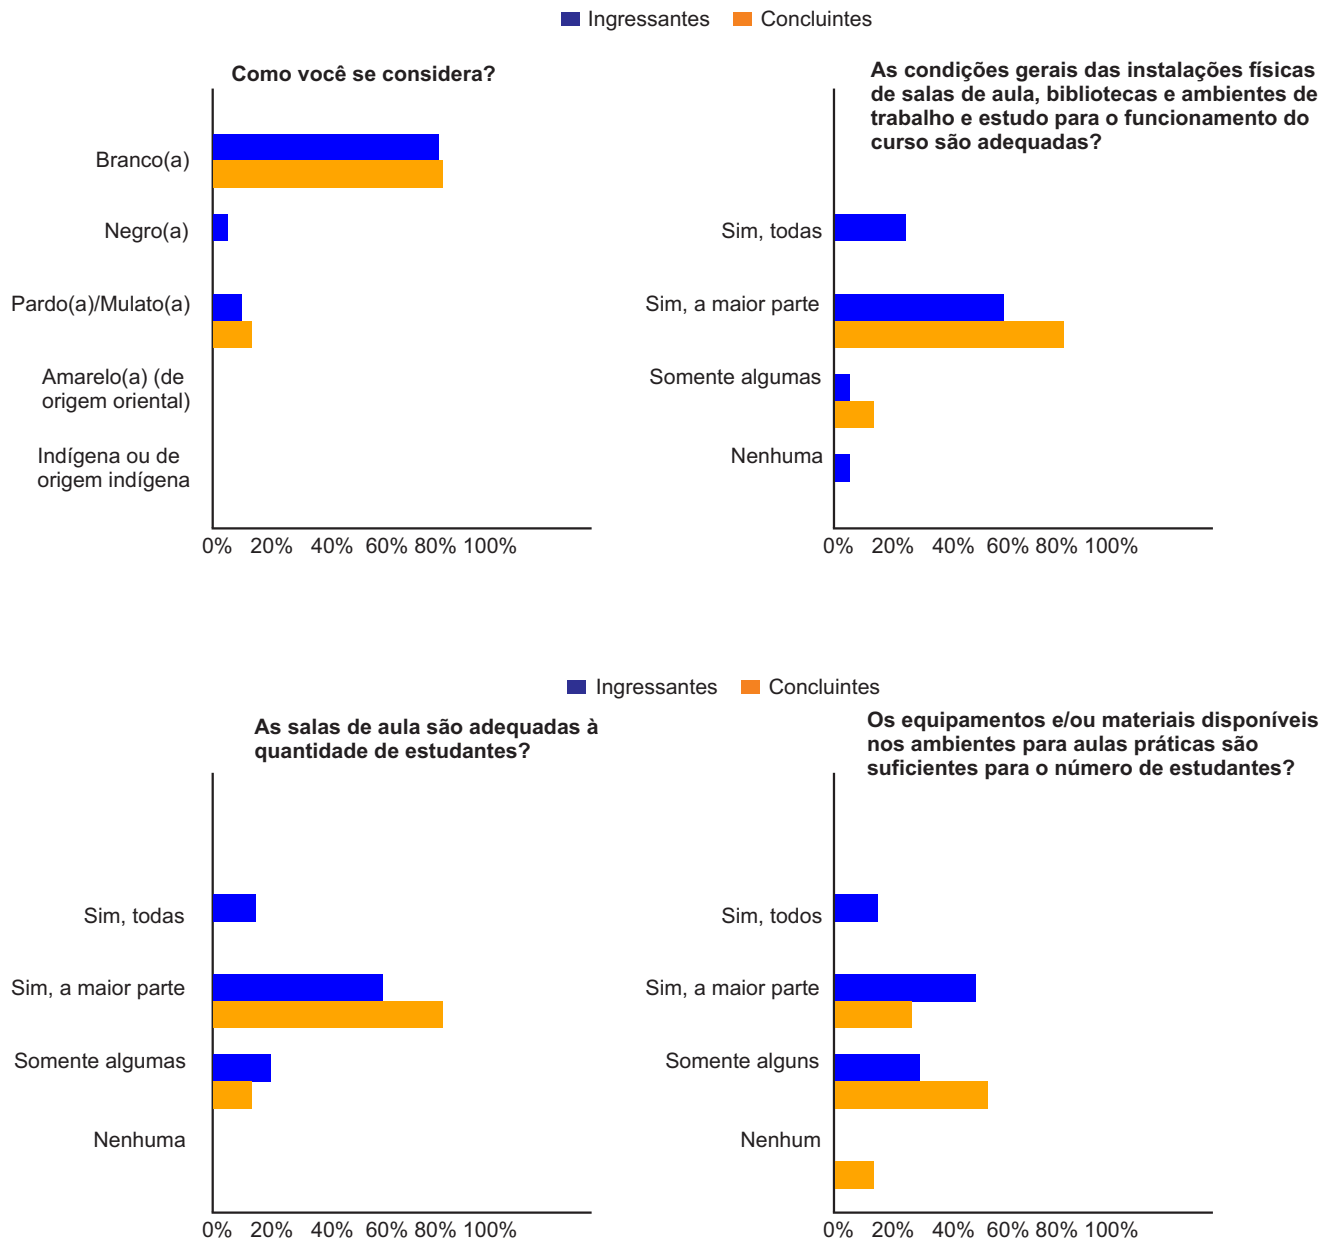 Ingressantes Concluintes
Como você se considera?
Branco(a)
Negro(a)
Pardo(a)/Mulato(a)
Amarelo(a) (de
origem oriental)
Indígena ou de
origem indígena
0% 20% 40% 60% 80% 100%
As condições gerais das instalações físicas
de salas de aula, bibliotecas e ambientes de
trabalho e estudo para o funcionamento do
curso são adequadas?
Sim, todas
Sim, a maior parte
Somente algumas
Nenhuma
0% 20% 40% 60% 80% 100%
Ingressantes Concluintes
As salas de aula são adequadas à
quantidade de estudantes?
Sim, todas
Sim, a maior parte
Somente algumas
Nenhuma
0% 20% 40% 60% 80% 100%
Os equipamentos e/ou materiais disponíveis
nos ambientes para aulas práticas são
suficientes para o número de estudantes?
Sim, todos
Sim, a maior parte
Somente alguns
Nenhum
0% 20% 40% 60% 80% 100%